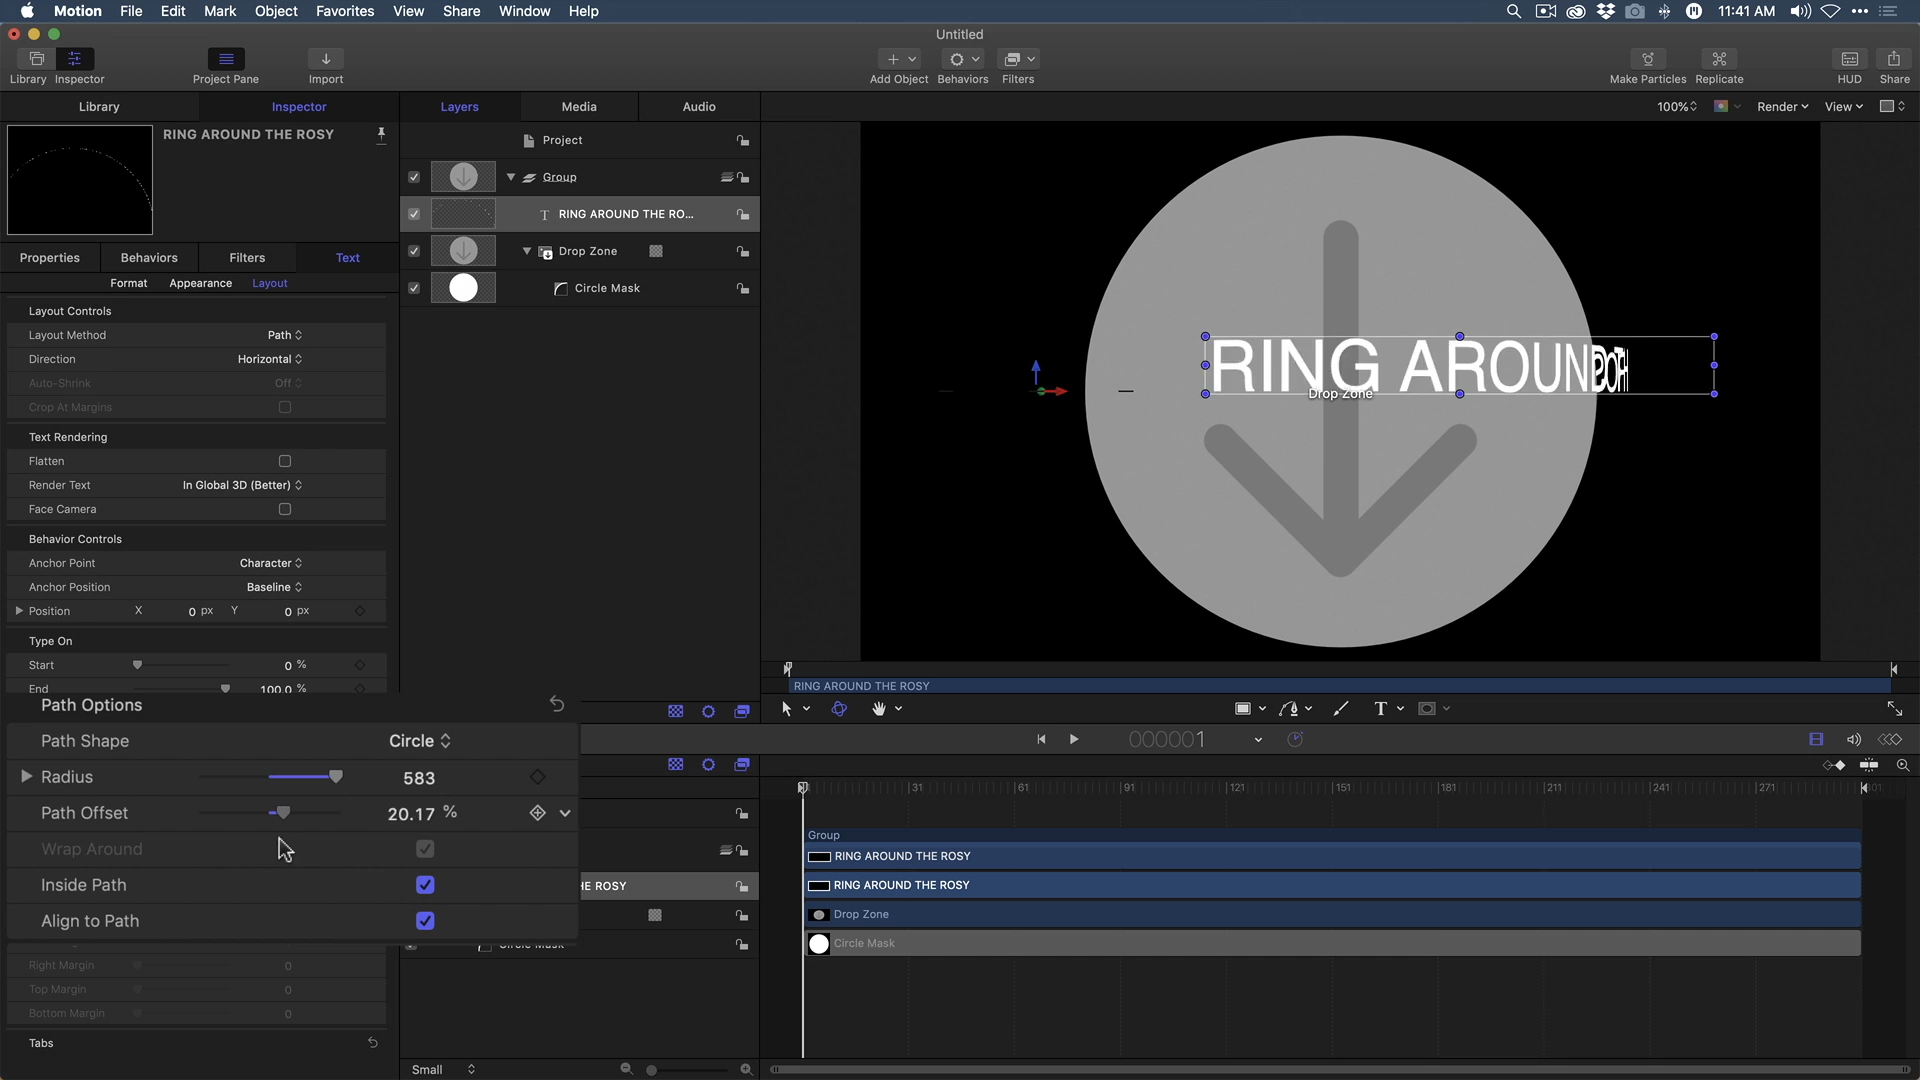 Motion File Edit Mark Object Favorites View Share Window Help 11:41 AM
Untitled
Library Inspector Project Pane Import Add Object Behaviors Filters Make Particles Replicate HUD Share
Library Inspector Layers Media Audio 100% Render View
RING AROUND THE ROSY
Project
Group
RING AROUND THE RO...
Drop Zone
Circle Mask
Properties Behaviors Filters Text
Format Appearance Layout
Layout Controls
Layout Method Path
Direction Horizontal
Auto-Shrink Off
Crop At Margins
Text Rendering
Flatten
Render Text In Global 3D (Better)
Face Camera
Behavior Controls
Anchor Point Character
Anchor Position Baseline
Position X 0 px Y 0 px
Type On
Start 0 %
End 100.0 %
Path Options
Path Shape Circle
Radius 583
Path Offset 20.17 %
Wrap Around
Inside Path
Align to Path
Right Margin 0
Top Margin 0
Bottom Margin 0
Tabs
RING AROUN
Drop Zone
RING AROUND THE ROSY
000001
31 61 91 121 151 181 211 241 271 301
Group
RING AROUND THE ROSY
HE ROSY RING AROUND THE ROSY
Drop Zone
Circle Mask Circle Mask
Small